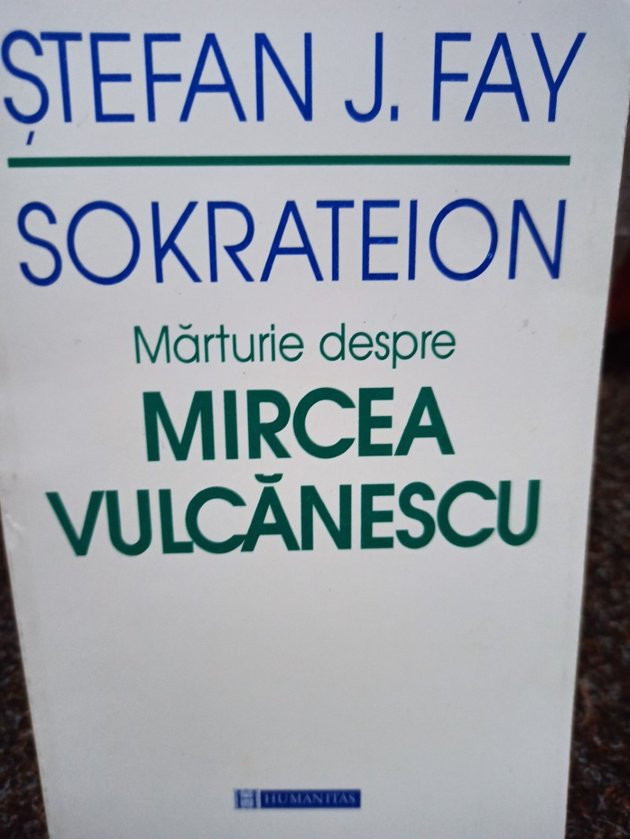 ȘTEFAN J. FAY
SOKRATEION
Mărturie despre
MIRCEA
VULCĂNESCU
HUMANITAS